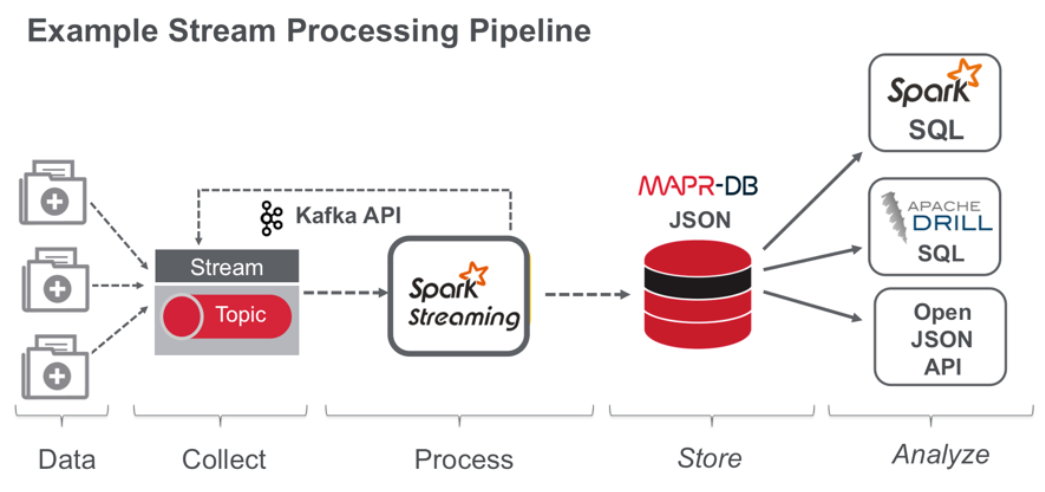 Example Stream Processing Pipeline
Spark
SQL
MAPR-DB
JSON
Kafka API
APACHE
DRILL
SQL
Stream
Topic
Spark
Streaming
Open
JSON
API
Data
Collect
Process
Store
Analyze